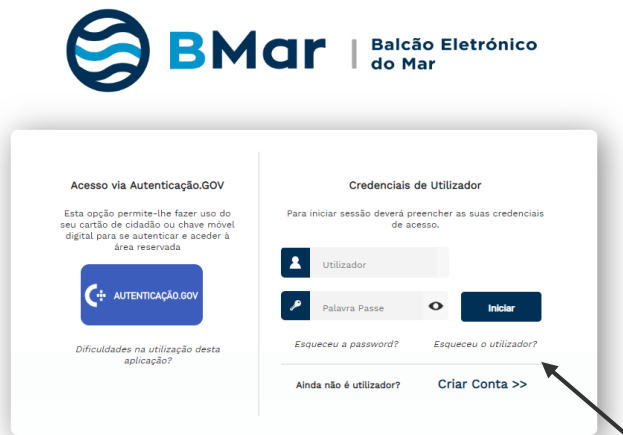 BMar | Balcão Eletrónico
do Mar
Acesso via Autenticação.GOV
Esta opção permite-lhe fazer uso do
seu cartão de cidadão ou chave móvel
digital para se autenticar e aceder à
área reservada
AUTENTICAÇÃO.GOV
Dificuldades na utilização desta
aplicação?
Credenciais de Utilizador
Para iniciar sessão deverá preencher as suas credenciais
de acesso.
Utilizador
Palavra Passe
Iniciar
Esqueceu a password?
Esqueceu o utilizador?
Ainda não é utilizador?
Criar Conta >>